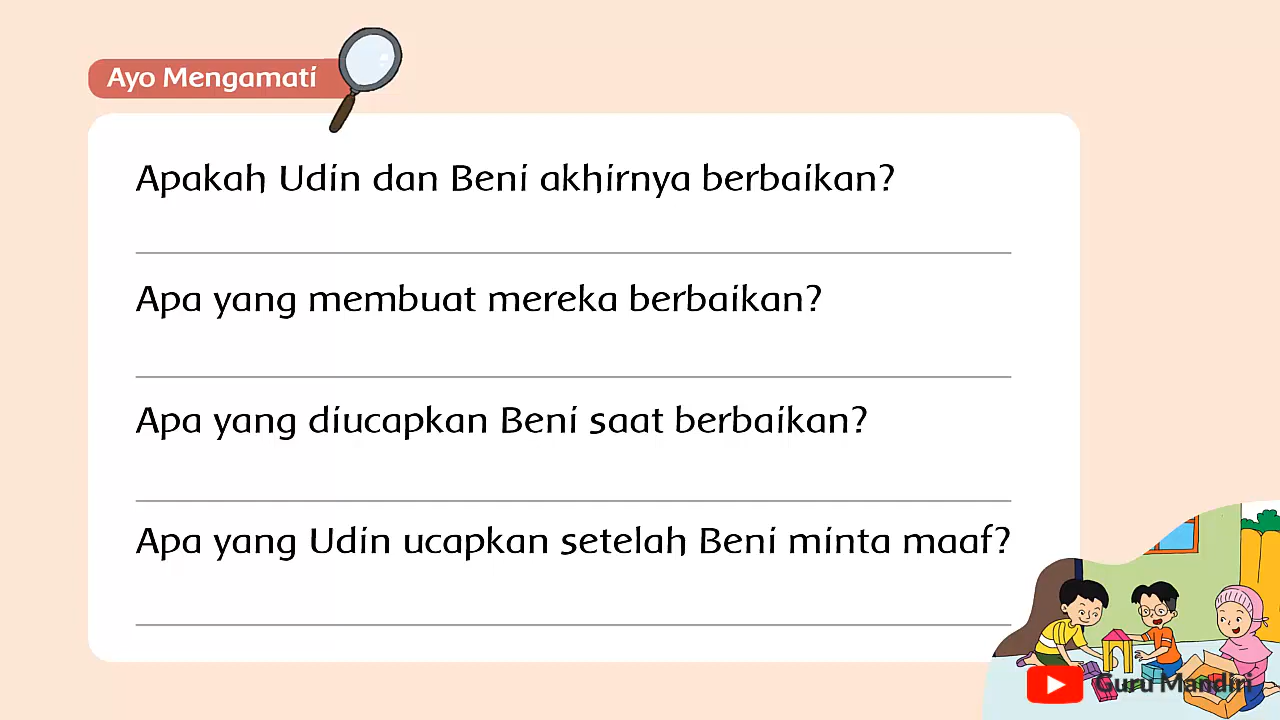 Ayo Mengamati
Apakah Udin dan Beni akhirnya berbaikan?
Apa yang membuat mereka berbaikan?
Apa yang diucapkan Beni saat berbaikan?
Apa yang Udin ucapkan setelah Beni minta maaf?
Guru Mandiri